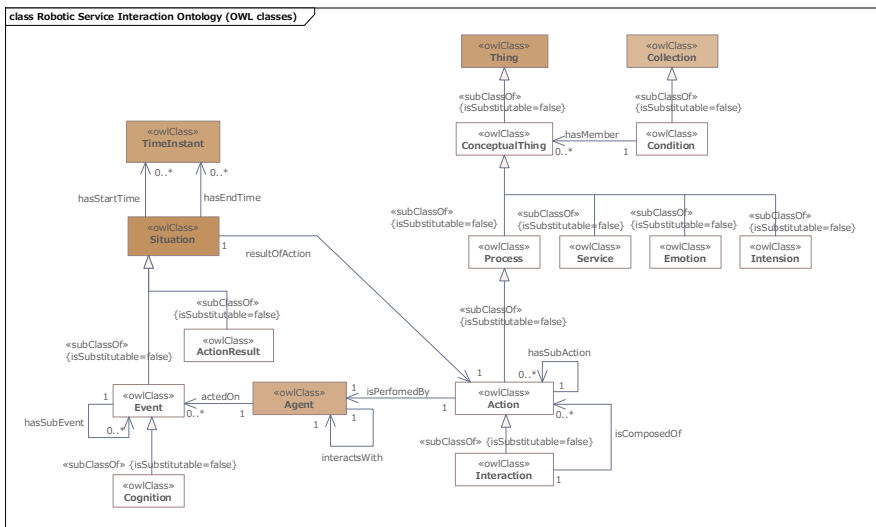 class Robotic Service Interaction Ontology (OWL classes)
«owlClass»
Thing
«owlClass»
Collection
«subClassOf»
{isSubstitutable=false}
«subClassOf»
{isSubstitutable=false}
«owlClass»
TimeInstant
«owlClass»
ConceptualThing
hasMember
0..*
1
«owlClass»
Condition
0..*
0..*
hasStartTime
hasEndTime
«owlClass»
Situation
1
resultOfAction
«subClassOf»
{isSubstitutable=false}
«subClassOf»
{isSubstitutable=false}
«subClassOf»
{isSubstitutable=false}
«subClassOf»
{isSubstitutable=false}
«owlClass»
Process
«owlClass»
Service
«owlClass»
Emotion
«owlClass»
Intension
«subClassOf»
{isSubstitutable=false}
«subClassOf»
{isSubstitutable=false}
«owlClass»
ActionResult
«subClassOf»
{isSubstitutable=false}
hasSubAction
1
0..*
1
«owlClass»
Event
1
hasSubEvent
0..*
actedOn
0..*
1
«owlClass»
Agent
1
isPerfomedBy
1
1
1
interactsWith
«owlClass»
Action
0..*
isComposedOf
«subClassOf» {isSubstitutable=false}
«subClassOf» {isSubstitutable=false}
«owlClass»
Cognition
«owlClass»
Interaction
1